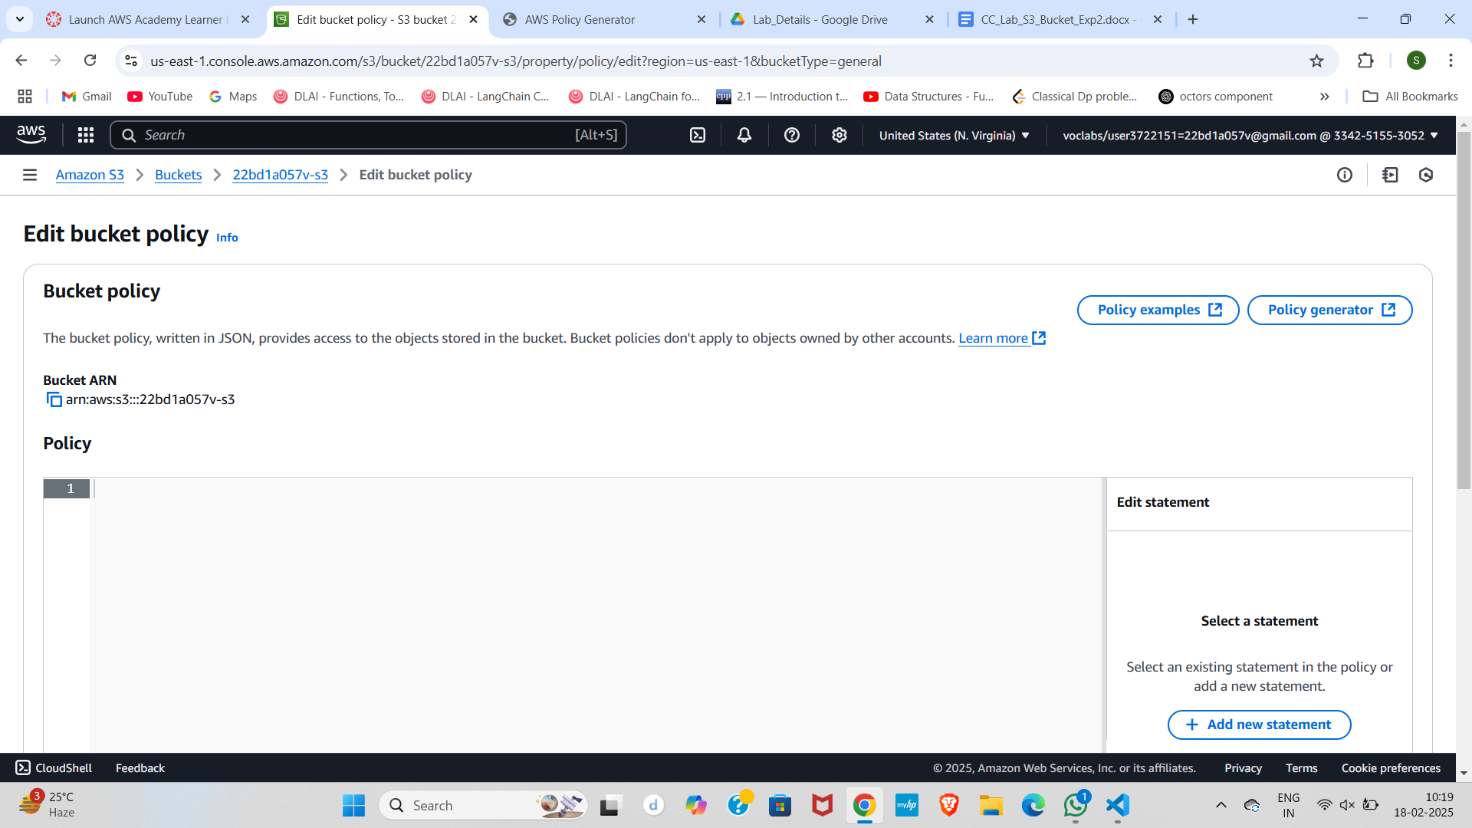 Launch AWS Academy Learner
Edit bucket policy - S3 bucket 2
AWS Policy Generator
Lab_Details - Google Drive
CC_Lab_S3_Bucket_Exp2.docx -
us-east-1.console.aws.amazon.com/s3/bucket/22bd1a057v-s3/property/policy/edit?region=us-east-1&bucketType=general
S
Gmail
YouTube
Maps
DLAI - Functions, To...
DLAI - LangChain C...
DLAI - LangChain fo...
2.1 — Introduction t...
Data Structures - Fu...
Classical Dp proble...
octors component
All Bookmarks
aws
Search
[Alt+S]
United States (N. Virginia)
voclabs/user3722151=22bd1a057v@gmail.com @ 3342-5155-3052
Amazon S3
Buckets
22bd1a057v-s3
Edit bucket policy
Edit bucket policy Info
Bucket policy
Policy examples
Policy generator
The bucket policy, written in JSON, provides access to the objects stored in the bucket. Bucket policies don't apply to objects owned by other accounts. Learn more
Bucket ARN
arn:aws:s3:::22bd1a057v-s3
Policy
1
Edit statement
Select a statement
Select an existing statement in the policy or
add a new statement.
+ Add new statement
CloudShell
Feedback
© 2025, Amazon Web Services, Inc. or its affiliates.
Privacy
Terms
Cookie preferences
3
25°C
Haze
Search
d
1
ENG
IN
10:19
18-02-2025